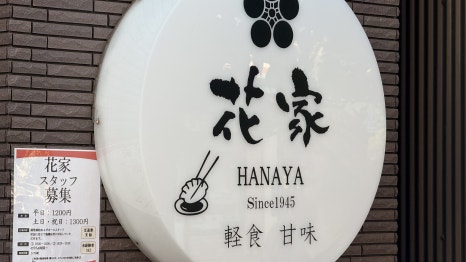 花家
HANAYA
Since1945
軽食 甘味
花家
スタッフ
募集
平日:1200円
土日・祝日:1300円